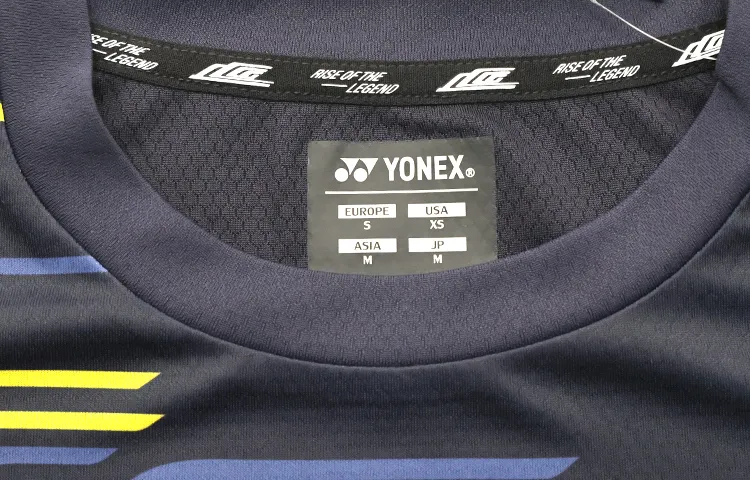 RISE OF THE
LEGEND
RISE OF THE
LEGEND
RISE OF THE
LEGEND
YONEX®
EUROPE USA
S XS
ASIA JP
M M